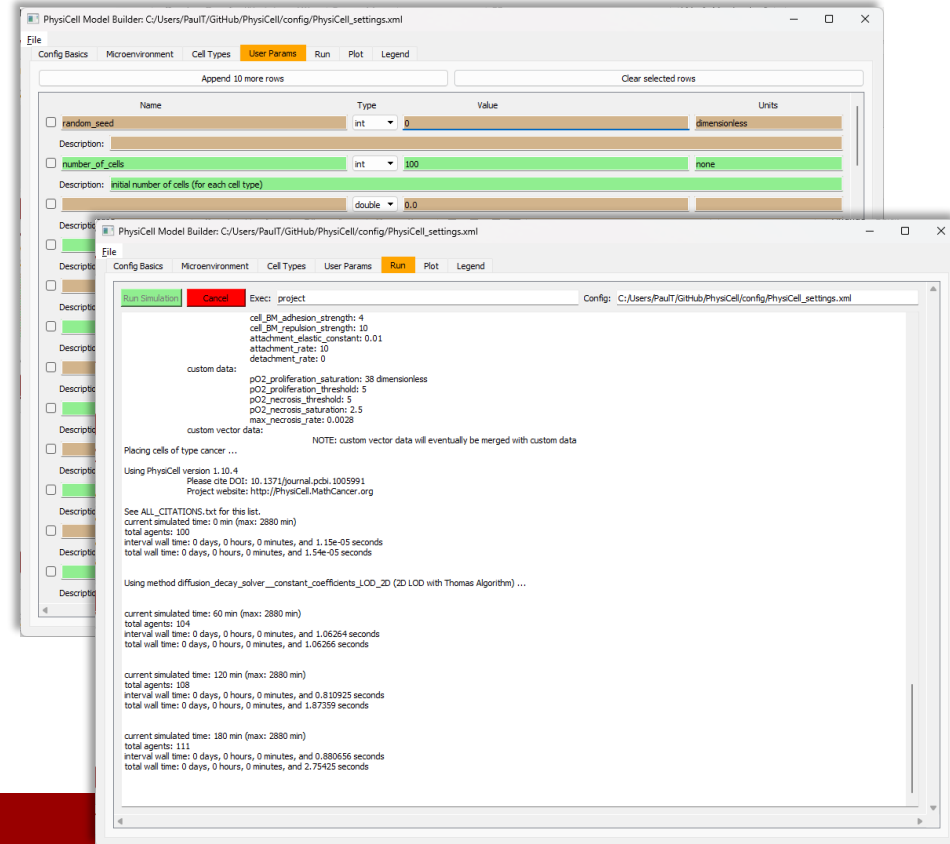 PhysiCell Model Builder: C:/Users/PaulT/GitHub/PhysiCell/config/PhysiCell_settings.xml
File
Config Basics Microenvironment Cell Types User Params Run Plot Legend
Append 10 more rows Clear selected rows
Name Type Value Units
random_seed int 0 dimensionless
Description:
number_of_cells int 100 none
Description: initial number of cells (for each cell type)
double 0.0
PhysiCell Model Builder: C:/Users/PaulT/GitHub/PhysiCell/config/PhysiCell_settings.xml
File
Config Basics Microenvironment Cell Types User Params Run Plot Legend
Run Simulation Cancel Exec: project Config: C:/Users/PaulT/GitHub/PhysiCell/config/PhysiCell_settings.xml
cell_BM_adhesion_strength: 4
cell_BM_repulsion_strength: 10
attachment_elastic_constant: 0.01
attachment_rate: 10
detachment_rate: 0
custom data:
pO2_proliferation_saturation: 38 dimensionless
pO2_proliferation_threshold: 5
pO2_necrosis_threshold: 5
pO2_necrosis_saturation: 2.5
max_necrosis_rate: 0.0028
custom vector data:
NOTE: custom vector data will eventually be merged with custom data
Placing cells of type cancer ...
Using PhysiCell version 1.10.4
Please cite DOI: 10.1371/journal.pcbi.1005991
Project website: http://PhysiCell.MathCancer.org
See ALL_CITATIONS.txt for this list.
current simulated time: 0 min (max: 2880 min)
total agents: 100
interval wall time: 0 days, 0 hours, 0 minutes, and 1.15e-05 seconds
total wall time: 0 days, 0 hours, 0 minutes, and 1.54e-05 seconds
Using method diffusion_decay_solver__constant_coefficients_LOD_2D (2D LOD with Thomas Algorithm) ...
current simulated time: 60 min (max: 2880 min)
total agents: 104
interval wall time: 0 days, 0 hours, 0 minutes, and 1.06264 seconds
total wall time: 0 days, 0 hours, 0 minutes, and 1.06266 seconds
current simulated time: 120 min (max: 2880 min)
total agents: 108
interval wall time: 0 days, 0 hours, 0 minutes, and 0.810925 seconds
total wall time: 0 days, 0 hours, 0 minutes, and 1.87359 seconds
current simulated time: 180 min (max: 2880 min)
total agents: 111
interval wall time: 0 days, 0 hours, 0 minutes, and 0.880656 seconds
total wall time: 0 days, 0 hours, 0 minutes, and 2.75425 seconds